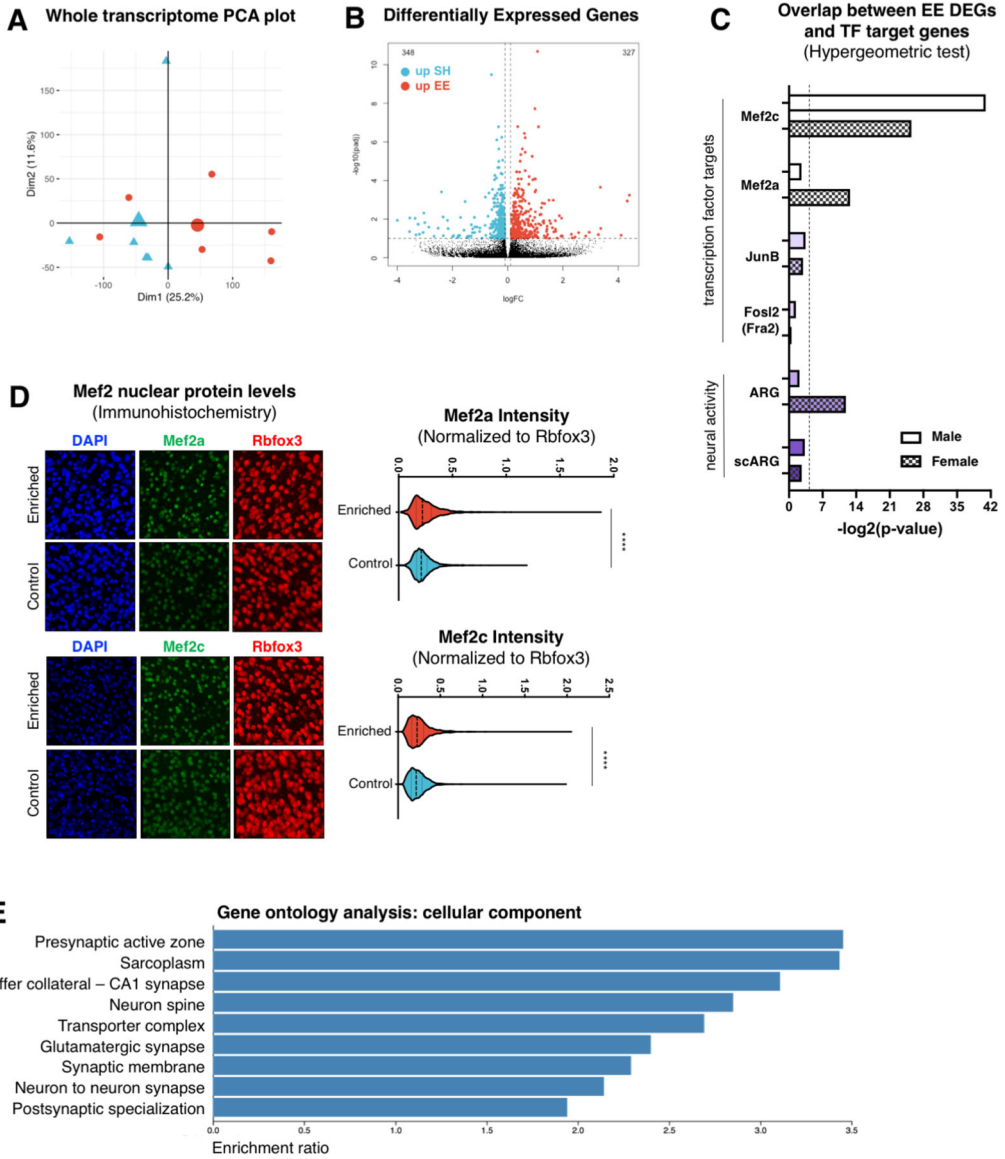 A
Whole transcriptome PCA plot
Dim2 (11.6%)
150
100
50
0
-50
-100
0
100
Dim1 (25.2%)
B
Differentially Expressed Genes
348
327
up SH
up EE
-log10(padj)
10
8
6
4
2
0
-4
-2
0
2
4
logFC
C
Overlap between EE DEGs
and TF target genes
(Hypergeometric test)
transcription factor targets
Mef2c
Mef2a
JunB
Fosl2
(Fra2)
neural activity
ARG
scARG
Male
Female
0
7
14
21
28
35
42
-log2(p-value)
D
Mef2 nuclear protein levels
(Immunohistochemistry)
DAPI
Mef2a
Rbfox3
Enriched
Control
DAPI
Mef2c
Rbfox3
Enriched
Control
Mef2a Intensity
(Normalized to Rbfox3)
0.0
0.5
1.0
1.5
2.0
Enriched
Control
****
Mef2c Intensity
(Normalized to Rbfox3)
0.0
0.5
1.0
1.5
2.0
2.5
Enriched
Control
****
E
Gene ontology analysis: cellular component
Presynaptic active zone
Sarcoplasm
ffer collateral – CA1 synapse
Neuron spine
Transporter complex
Glutamatergic synapse
Synaptic membrane
Neuron to neuron synapse
Postsynaptic specialization
0.0
0.5
1.0
1.5
2.0
2.5
3.0
3.5
Enrichment ratio